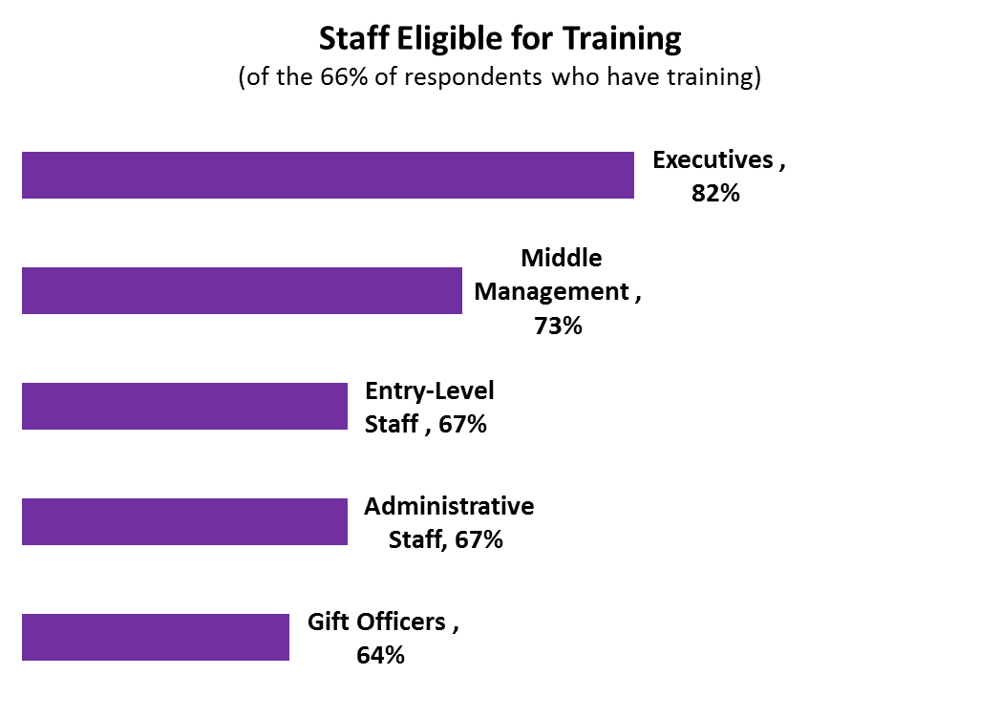 Staff Eligible for Training
(of the 66% of respondents who have training)
Executives ,
82%
Middle
Management ,
73%
Entry-Level
Staff , 67%
Administrative
Staff, 67%
Gift Officers ,
64%